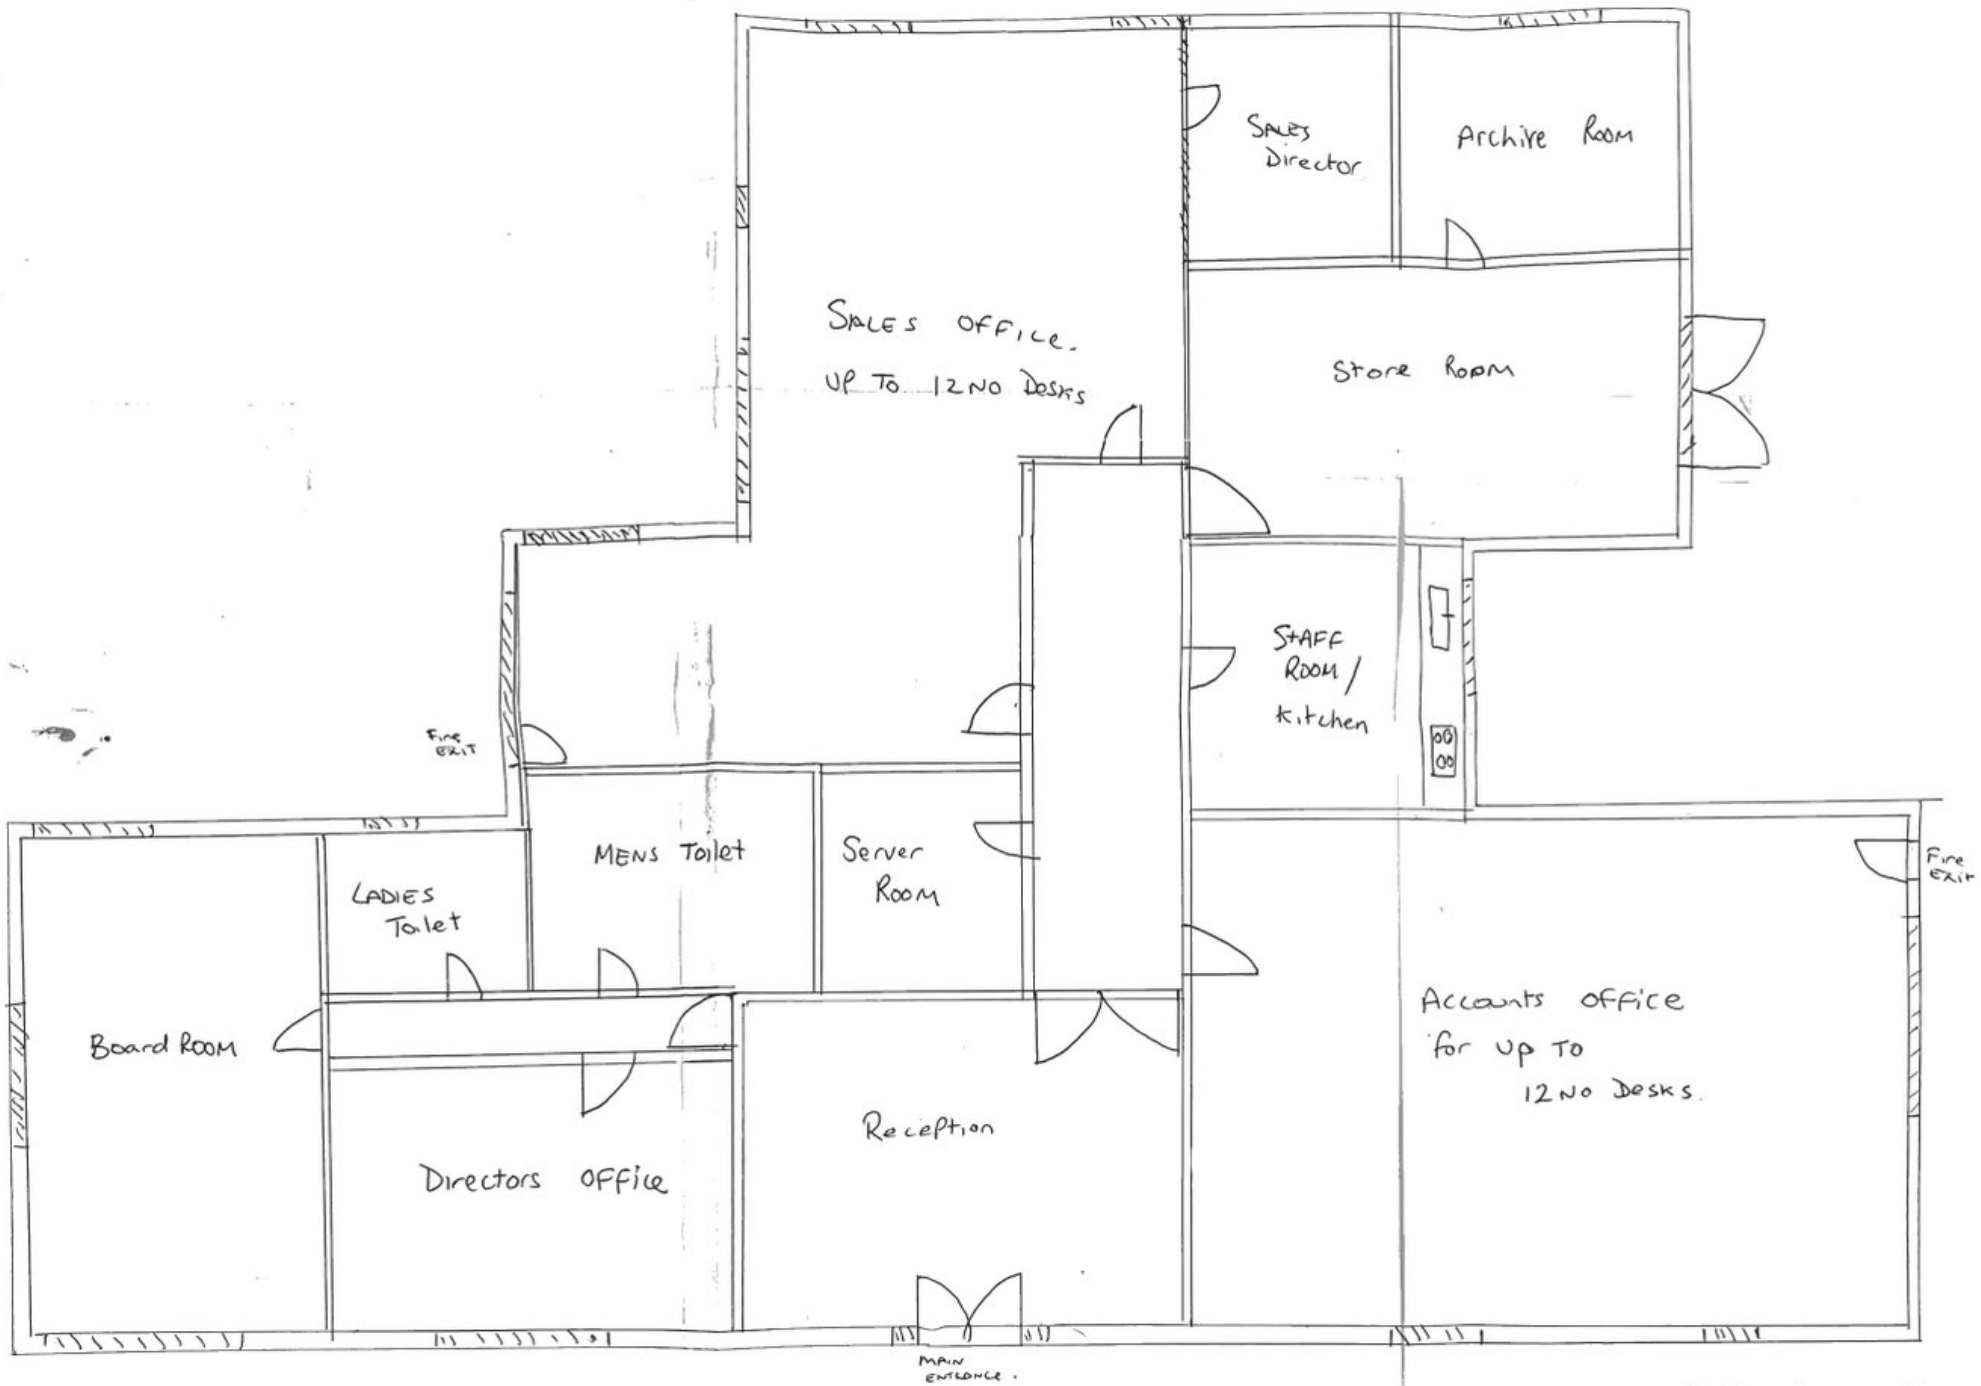 SALES
Director
Archive Room
SALES OFFICE.
UP TO 12 NO Desks
Store Room
STAFF
ROOM /
Kitchen
Fire
EXIT
MENS Toilet
Server
ROOM
LADIES
Toilet
Fire
Exit
Board ROOM
Accounts OFFice
for UP TO
12 NO Desks.
Reception
Directors OFFice
MAIN
ENTRANCE.